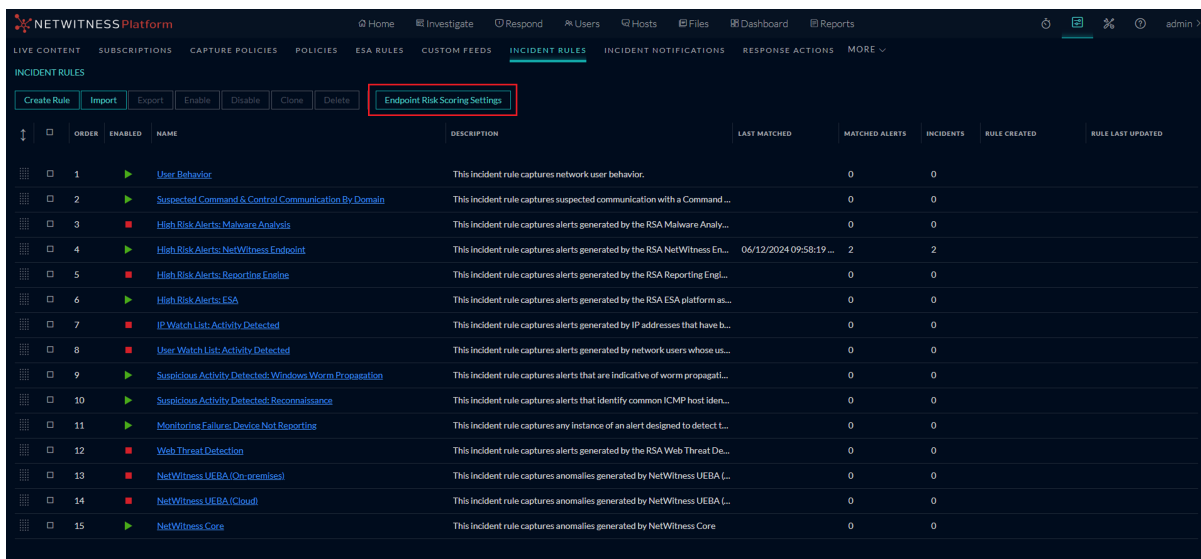 NETWITNESS Platform Home Investigate Respond Users Hosts Files Dashboard Reports admin
LIVE CONTENT SUBSCRIPTIONS CAPTURE POLICIES POLICIES ESA RULES CUSTOM FEEDS INCIDENT RULES INCIDENT NOTIFICATIONS RESPONSE ACTIONS MORE
INCIDENT RULES
Create Rule Import Export Enable Disable Clone Delete Endpoint Risk Scoring Settings
ORDER ENABLED NAME DESCRIPTION LAST MATCHED MATCHED ALERTS INCIDENTS RULE CREATED RULE LAST UPDATED
1 User Behavior This incident rule captures network user behavior. 0 0
2 Suspected Command & Control Communication By Domain This incident rule captures suspected communication with a Command ... 0 0
3 High Risk Alerts: Malware Analysis This incident rule captures alerts generated by the RSA Malware Analy... 0 0
4 High Risk Alerts: NetWitness Endpoint This incident rule captures alerts generated by the RSA NetWitness En... 06/12/2024 09:58:19 ... 2 2
5 High Risk Alerts: Reporting Engine This incident rule captures alerts generated by the RSA Reporting Engi... 0 0
6 High Risk Alerts: ESA This incident rule captures alerts generated by the RSA ESA platform as... 0 0
7 IP Watch List: Activity Detected This incident rule captures alerts generated by IP addresses that have b... 0 0
8 User Watch List: Activity Detected This incident rule captures alerts generated by network users whose us... 0 0
9 Suspicious Activity Detected: Windows Worm Propagation This incident rule captures alerts that are indicative of worm propagati... 0 0
10 Suspicious Activity Detected: Reconnaissance This incident rule captures alerts that identify common ICMP host iden... 0 0
11 Monitoring Failure: Device Not Reporting This incident rule captures any instance of an alert designed to detect t... 0 0
12 Web Threat Detection This incident rule captures alerts generated by the RSA Web Threat De... 0 0
13 NetWitness UEBA (On-premises) This incident rule captures anomalies generated by NetWitness UEBA (... 0 0
14 NetWitness UEBA (Cloud) This incident rule captures anomalies generated by NetWitness UEBA (... 0 0
15 NetWitness Core This incident rule captures anomalies generated by NetWitness Core 0 0